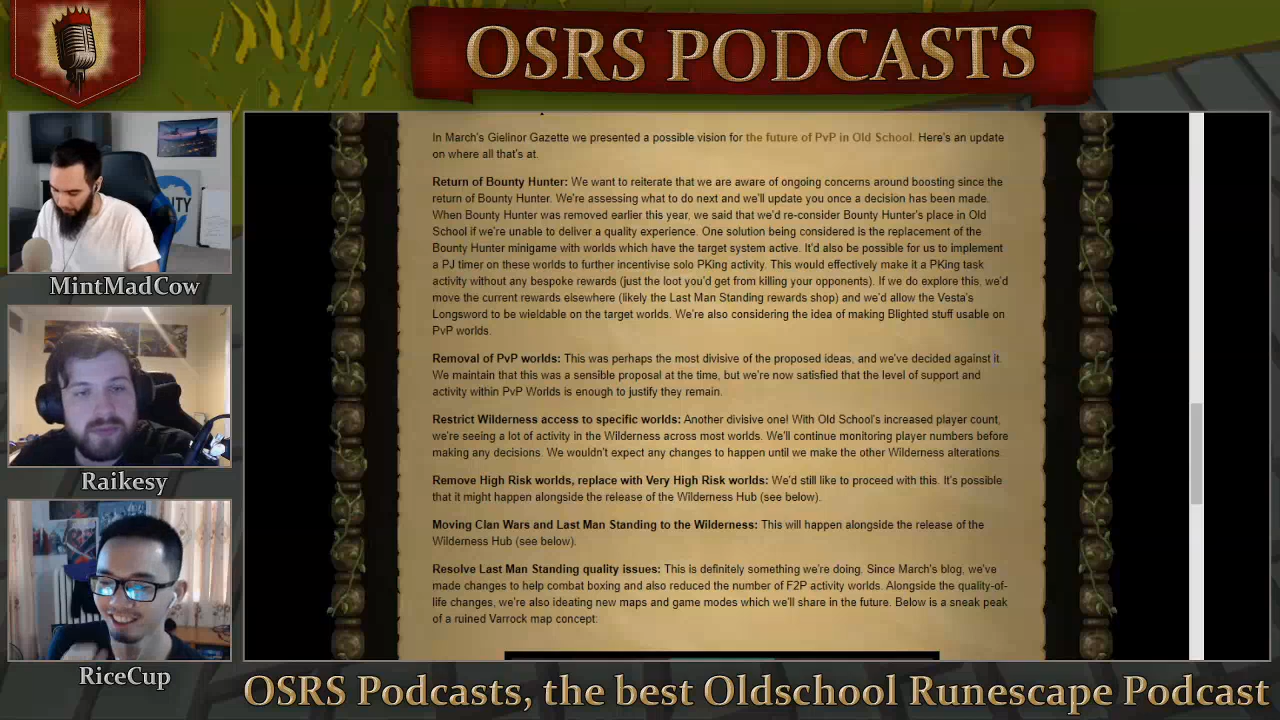 OSRS PODCASTS
MintMadCow
Raikesy
RiceCup
In March's Gielinor Gazette we presented a possible vision for the future of PvP in Old School. Here's an update
on where all that's at.
Return of Bounty Hunter: We want to reiterate that we are aware of ongoing concerns around boosting since the
return of Bounty Hunter. We're assessing what to do next and we'll update you once a decision has been made.
When Bounty Hunter was removed earlier this year, we said that we'd re-consider Bounty Hunter's place in Old
School if we're unable to deliver a quality experience. One solution being considered is the replacement of the
Bounty Hunter minigame with worlds which have the target system active. It'd also be possible for us to implement
a PJ timer on these worlds to further incentivise solo PKing activity. This would effectively make it a PKing task
activity without any bespoke rewards (just the loot you'd get from killing your opponents). If we do explore this, we'd
move the current rewards elsewhere (likely the Last Man Standing rewards shop) and we'd allow the Vesta's
Longsword to be wieldable on the target worlds. We're also considering the idea of making Blighted stuff usable on
PvP worlds.
Removal of PvP worlds: This was perhaps the most divisive of the proposed ideas, and we've decided against it.
We maintain that this was a sensible proposal at the time, but we're now satisfied that the level of support and
activity within PvP Worlds is enough to justify they remain.
Restrict Wilderness access to specific worlds: Another divisive one! With Old School's increased player count,
we're seeing a lot of activity in the Wilderness across most worlds. We'll continue monitoring player numbers before
making any decisions. We wouldn't expect any changes to happen until we make the other Wilderness alterations.
Remove High Risk worlds, replace with Very High Risk worlds: We'd still like to proceed with this. It's possible
that it might happen alongside the release of the Wilderness Hub (see below).
Moving Clan Wars and Last Man Standing to the Wilderness: This will happen alongside the release of the
Wilderness Hub (see below).
Resolve Last Man Standing quality issues: This is definitely something we're doing. Since March's blog, we've
made changes to help combat boxing and also reduced the number of F2P activity worlds. Alongside the quality-of-
life changes, we're also ideating new maps and game modes which we'll share in the future. Below is a sneak peak
of a ruined Varrock map concept:
OSRS Podcasts, the best Oldschool Runescape Podcast